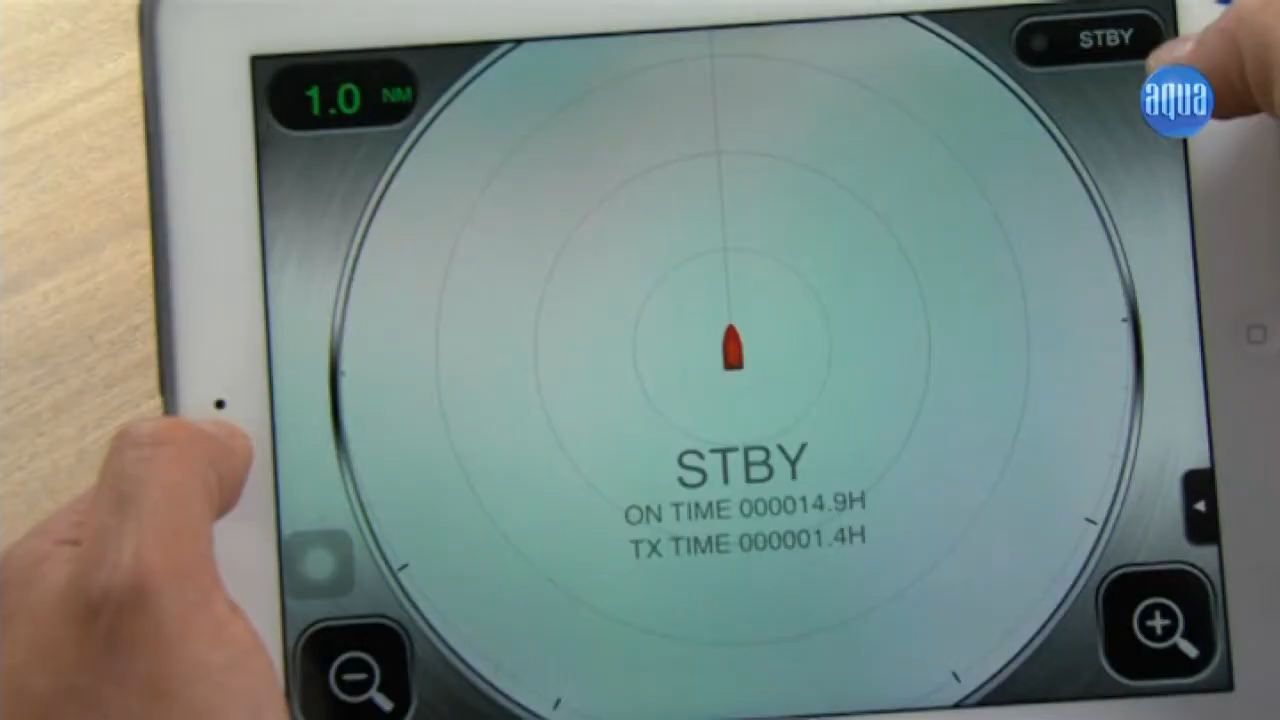 1.0 NM
STBY
aqua
STBY
ON TIME 000014.9H
TX TIME 000001.4H